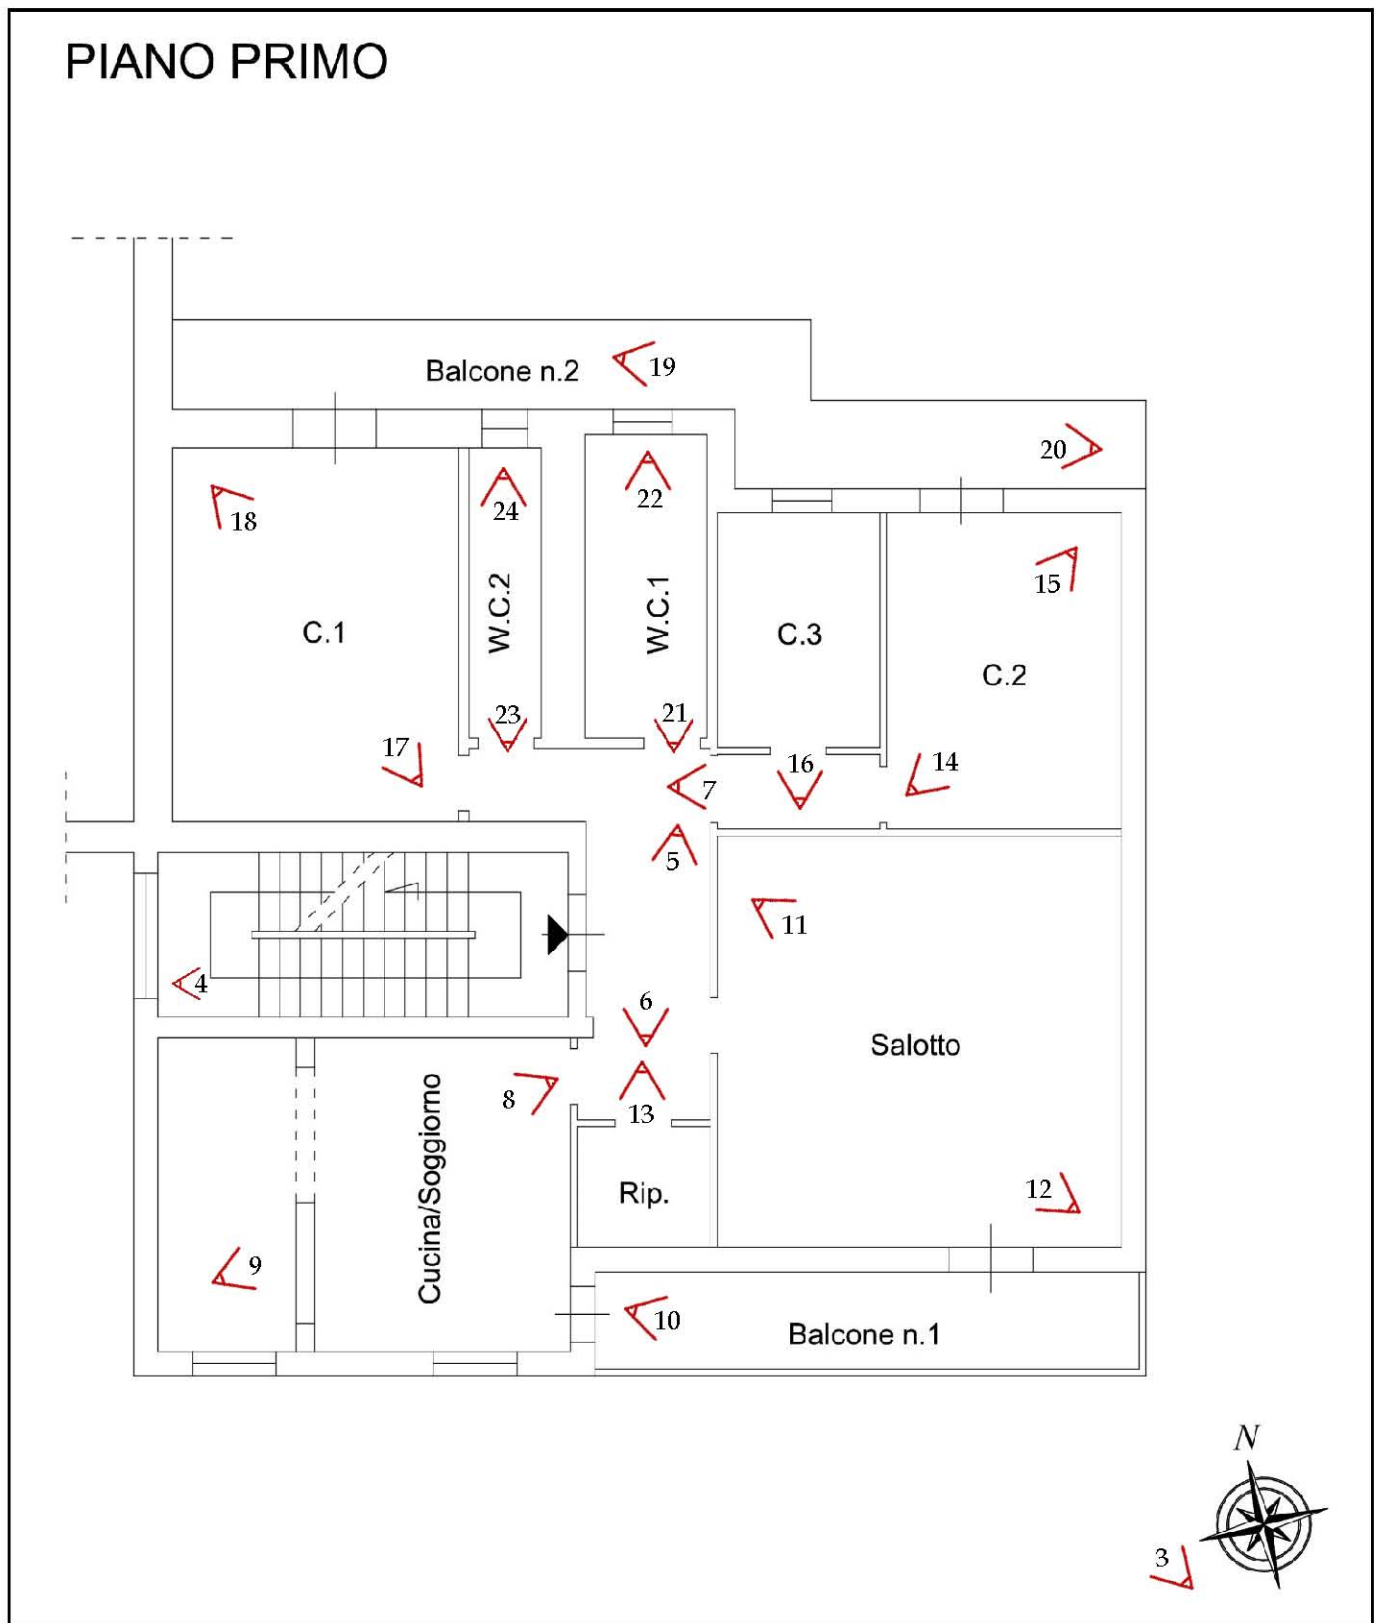 PIANO PRIMO
Balcone n.2
19
20
18
24
22
15
C.1
W.C.2
W.C.1
C.3
C.2
17
23
21
16
14
7
5
11
4
6
Salotto
8
13
Cucina/Soggiorno
Rip.
12
9
10
Balcone n.1
N
3